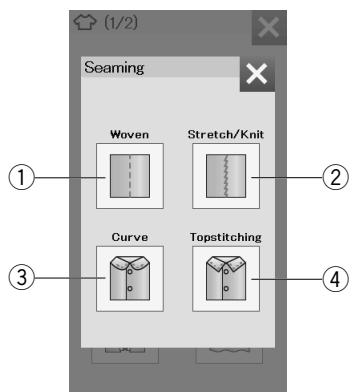 (1/2)
Seaming
Woven
Stretch/Knit
1
2
Curve
Topstitching
3
4